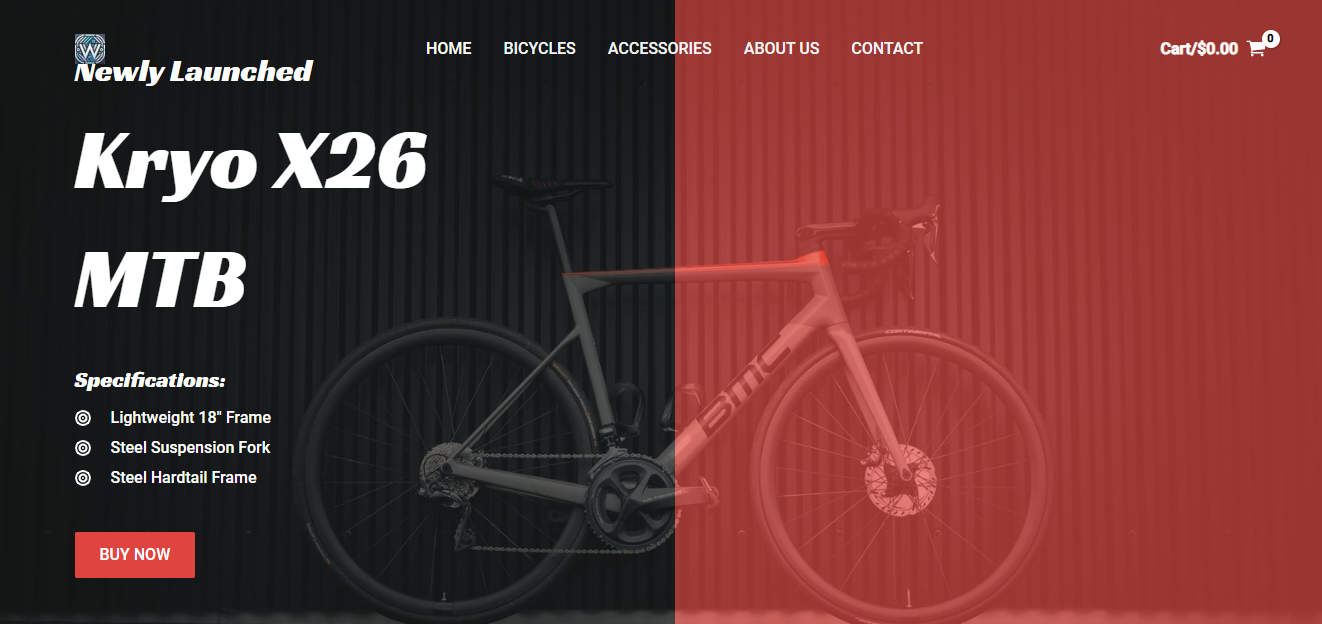 W
HOME BICYCLES ACCESSORIES ABOUT US CONTACT
Cart/$0.00 0
Newly Launched
Kryo X26
MTB
Specifications:
Lightweight 18" Frame
Steel Suspension Fork
Steel Hardtail Frame
BUY NOW
BMC